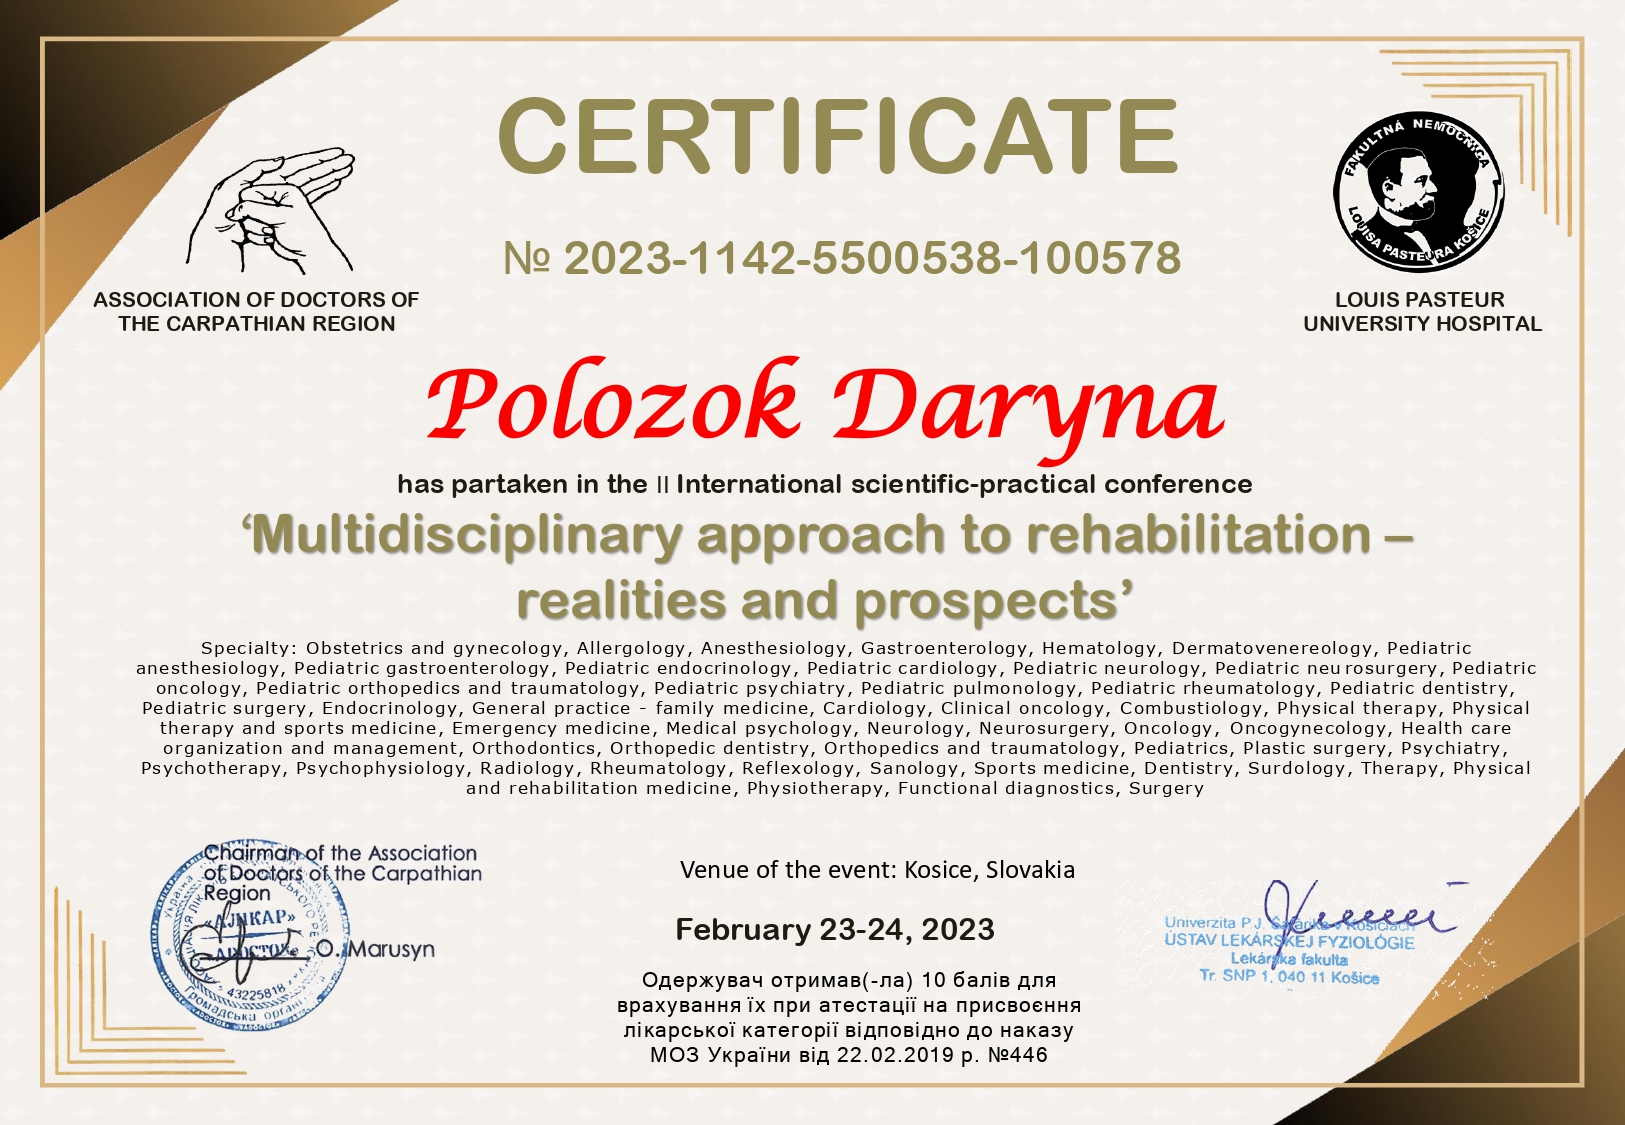 CERTIFICATE
№ 2023-1142-5500538-100578
ASSOCIATION OF DOCTORS OF
THE CARPATHIAN REGION
FAKULTNÁ NEMOCNICA
LOUISA PASTEURA KOŠICE
LOUIS PASTEUR
UNIVERSITY HOSPITAL
Polozok Daryna
has partaken in the II International scientific-practical conference
‘Multidisciplinary approach to rehabilitation –
realities and prospects’
Specialty: Obstetrics and gynecology, Allergology, Anesthesiology, Gastroenterology, Hematology, Dermatovenereology, Pediatric
anesthesiology, Pediatric gastroenterology, Pediatric endocrinology, Pediatric cardiology, Pediatric neurology, Pediatric neurosurgery, Pediatric
oncology, Pediatric orthopedics and traumatology, Pediatric psychiatry, Pediatric pulmonology, Pediatric rheumatology, Pediatric dentistry,
Pediatric surgery, Endocrinology, General practice - family medicine, Cardiology, Clinical oncology, Combustiology, Physical therapy, Physical
therapy and sports medicine, Emergency medicine, Medical psychology, Neurology, Neurosurgery, Oncology, Oncogynecology, Health care
organization and management, Orthodontics, Orthopedic dentistry, Orthopedics and traumatology, Pediatrics, Plastic surgery, Psychiatry,
Psychotherapy, Psychophysiology, Radiology, Rheumatology, Reflexology, Sanology, Sports medicine, Dentistry, Surdology, Therapy, Physical
and rehabilitation medicine, Physiotherapy, Functional diagnostics, Surgery
Chairman of the Association
of Doctors of the Carpathian
Region
O. Marusyn
Україна
43225818
Громадська
Venue of the event: Kosice, Slovakia
February 23-24, 2023
Одержувач отримав(-ла) 10 балів для
врахування їх при атестації на присвоєння
лікарської категорії відповідно до наказу
МОЗ України від 22.02.2019 р. №446
Univerzita P.J. Šafárika v Košiciach
ÚSTAV LEKÁRSKEJ FYZIOLÓGIE
Lekárska fakulta
Tr. SNP 1, 040 11 Košice